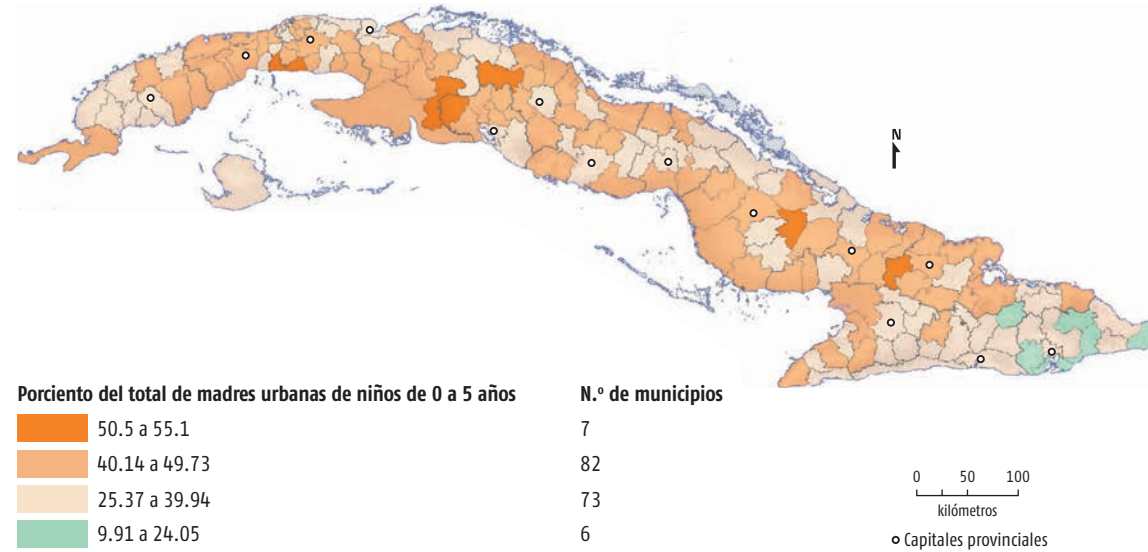 N
Porciento del total de madres urbanas de niños de 0 a 5 años N.º de municipios
50.5 a 55.1 7
40.14 a 49.73 82
25.37 a 39.94 73
9.91 a 24.05 6
0 50 100
kilómetros
Capitales provinciales